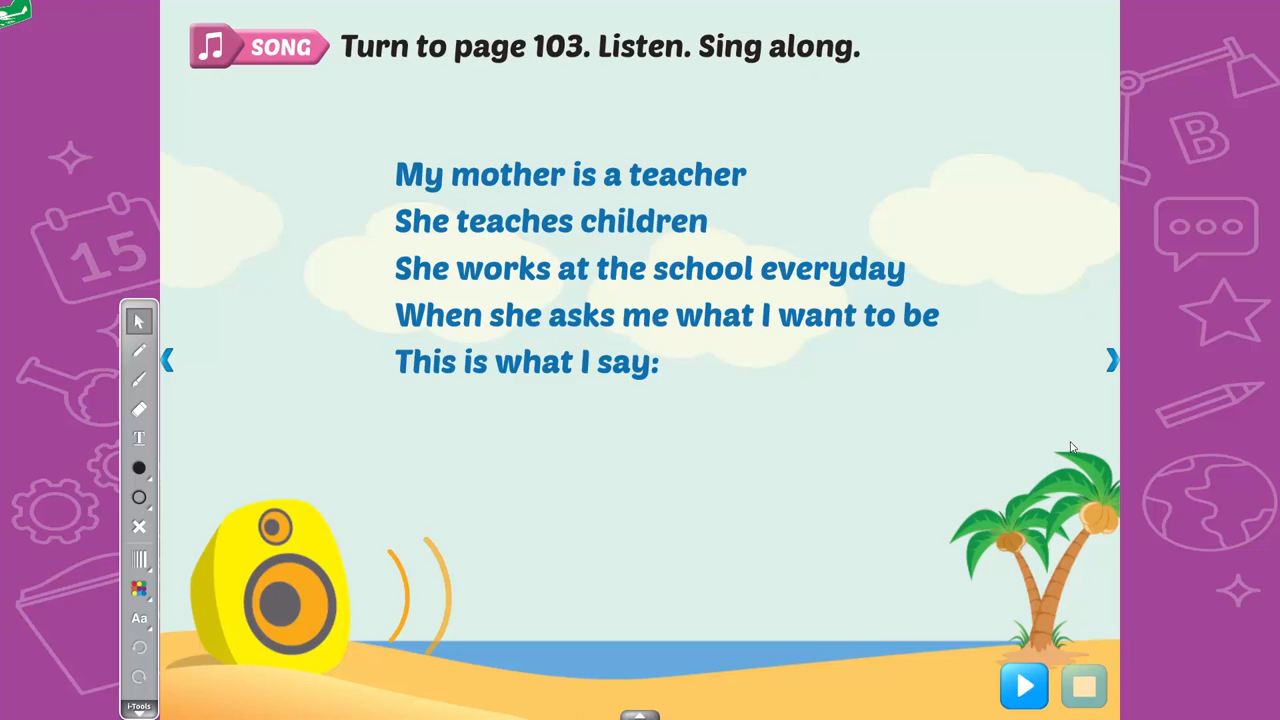 SONG Turn to page 103. Listen. Sing along.
My mother is a teacher
She teaches children
She works at the school everyday
When she asks me what I want to be
This is what I say:
15
B
T
Aa
i-Tools